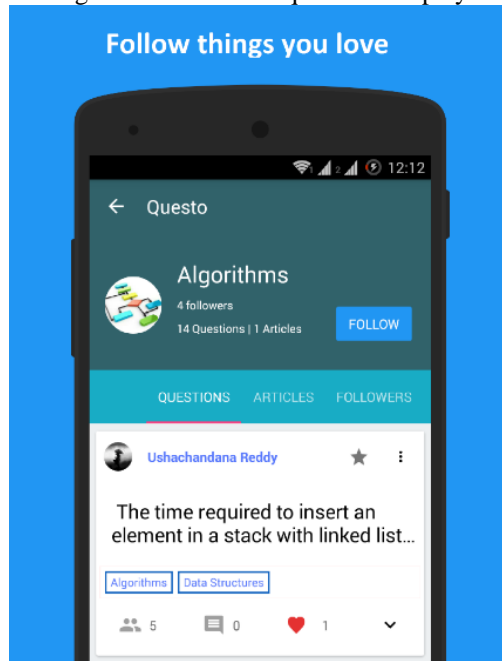 Follow things you love
1 2 12:12
Questo
Algorithms
4 followers
14 Questions | 1 Articles
FOLLOW
QUESTIONS ARTICLES FOLLOWERS
Ushachandana Reddy
The time required to insert an
element in a stack with linked list...
Algorithms Data Structures
5 0 1